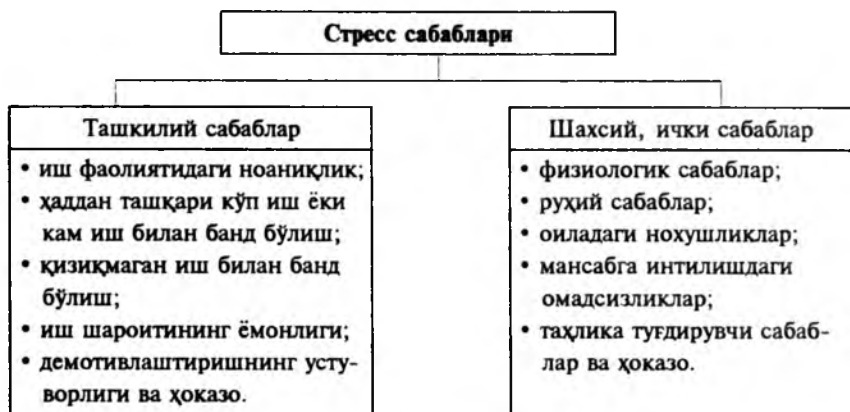 Стресс сабаблари
Ташкилий сабаблар
• иш фаолиятидаги ноаниқлик;
• ҳаддан ташқари кўп иш ёки
кам иш билан банд бўлиш;
• қизиқмаган иш билан банд
бўлиш;
• иш шароитининг ёмонлиги;
• демотивлаштиришнинг усту-
ворлиги ва ҳоказо.
Шахсий, ички сабаблар
• физиологик сабаблар;
• руҳий сабаблар;
• оиладаги нохушликлар;
• мансабга интилишдаги
омадсизликлар;
• таҳлика туғдирувчи сабаб-
лар ва ҳоказо.